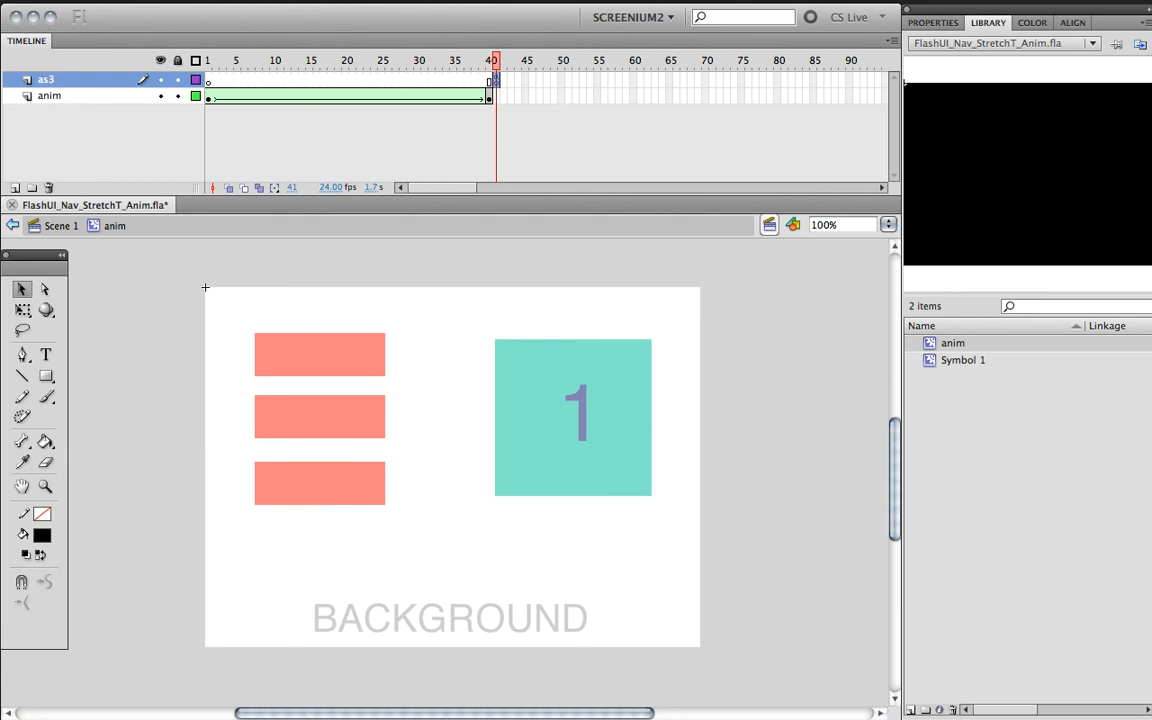 Fl SCREENIUM2 CS Live
PROPERTIES LIBRARY COLOR ALIGN
TIMELINE
FlashUI_Nav_StretchT_Anim.fla
1 5 10 15 20 25 30 35 40 45 50 55 60 65 70 75 80 85 90
as3
anim
41 24.00 fps 1.7 s
FlashUI_Nav_StretchT_Anim.fla*
Scene 1 anim 100%
2 items
Name Linkage
anim
Symbol 1
T
1
BACKGROUND